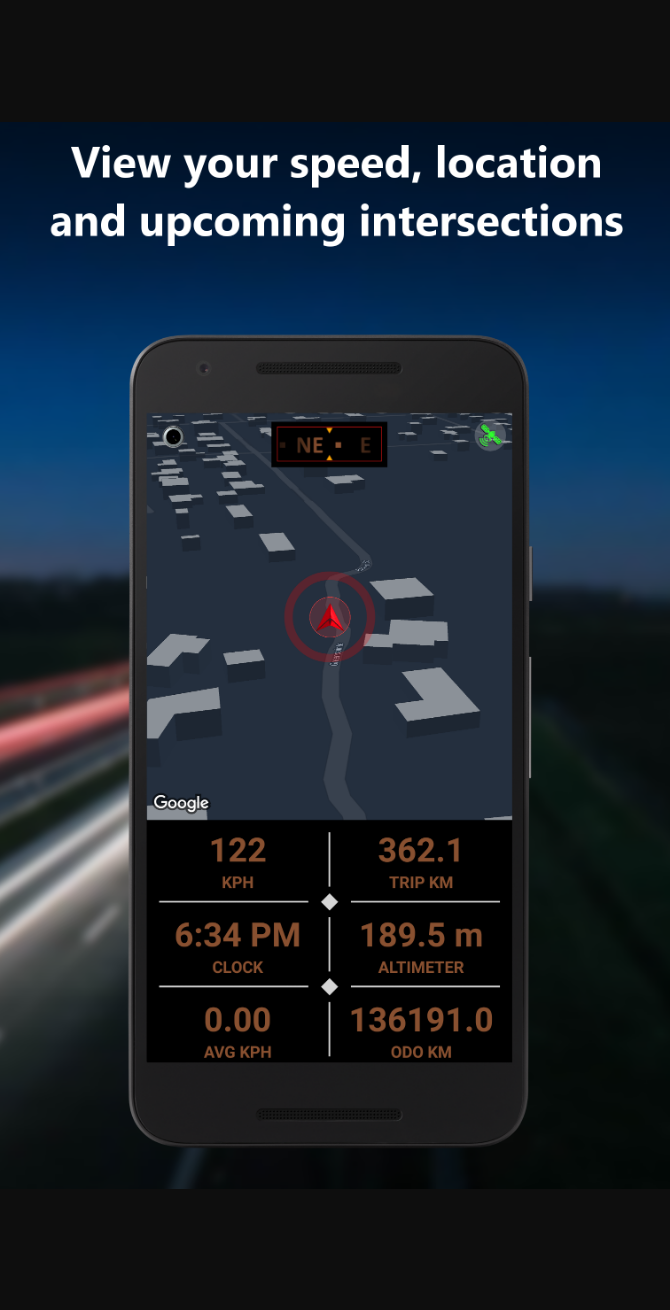 View your speed, location
and upcoming intersections
NE E
Google
122
KPH
362.1
TRIP KM
6:34 PM
CLOCK
189.5 m
ALTIMETER
0.00
AVG KPH
136191.0
ODO KM